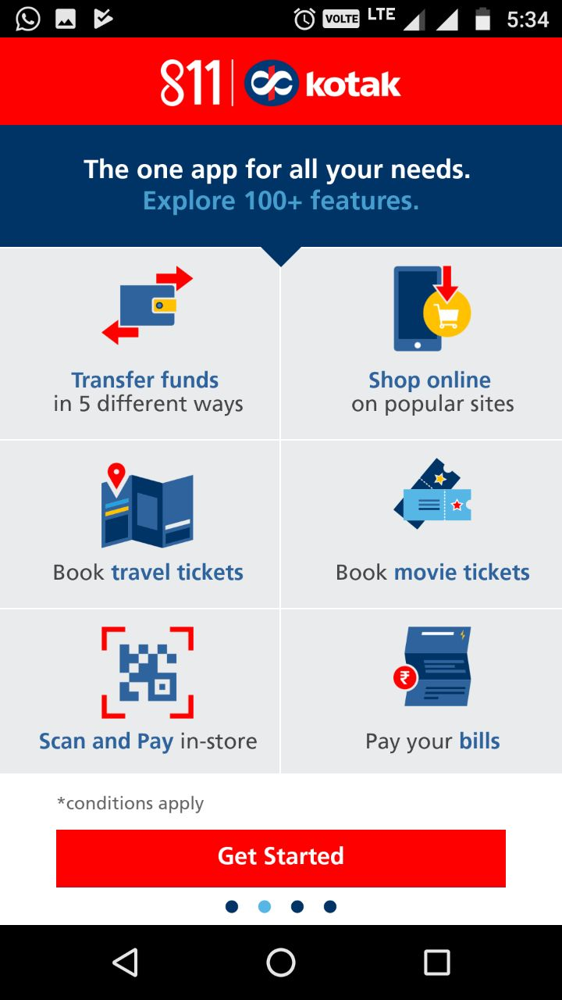 VOLTE LTE 5:34
811 kotak
The one app for all your needs.
Explore 100+ features.
Transfer funds
in 5 different ways
Shop online
on popular sites
Book travel tickets
Book movie tickets
Scan and Pay in-store
₹
Pay your bills
*conditions apply
Get Started